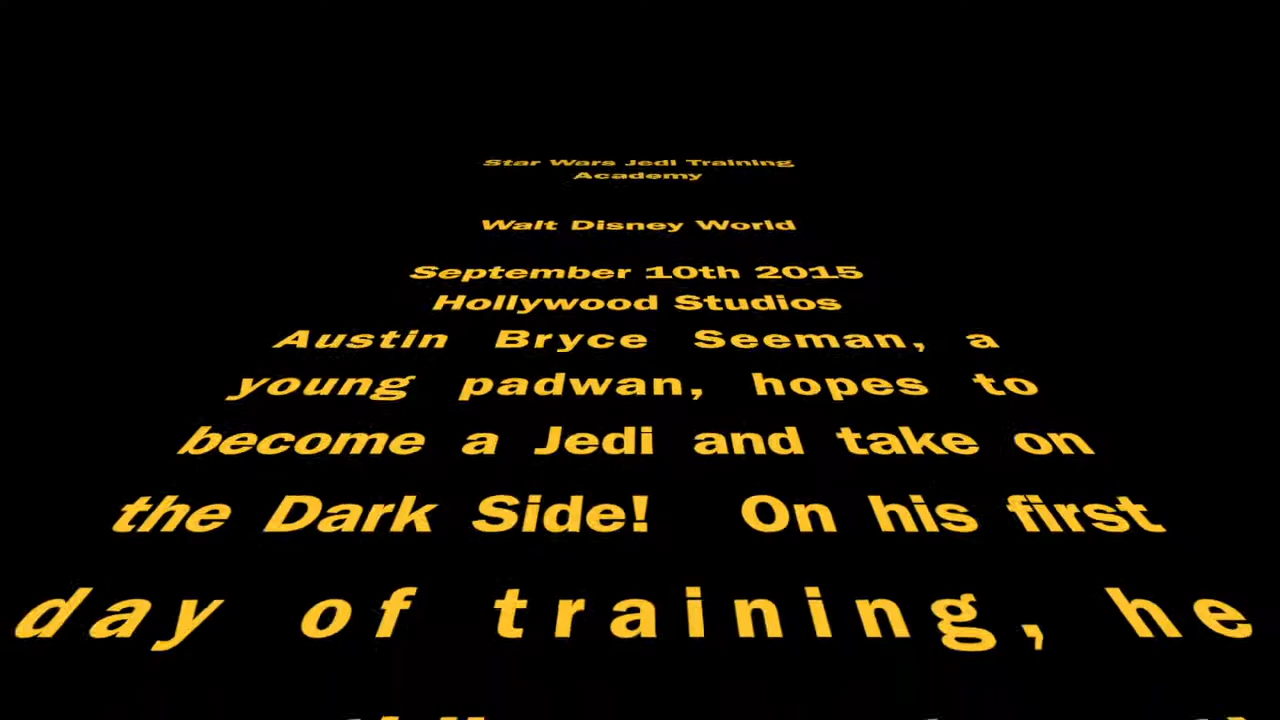 Star Wars Jedi Training
Academy
Walt Disney World
September 10th 2015
Hollywood Studios
Austin Bryce Seeman, a
young padwan, hopes to
become a Jedi and take on
the Dark Side! On his first
day of training, he